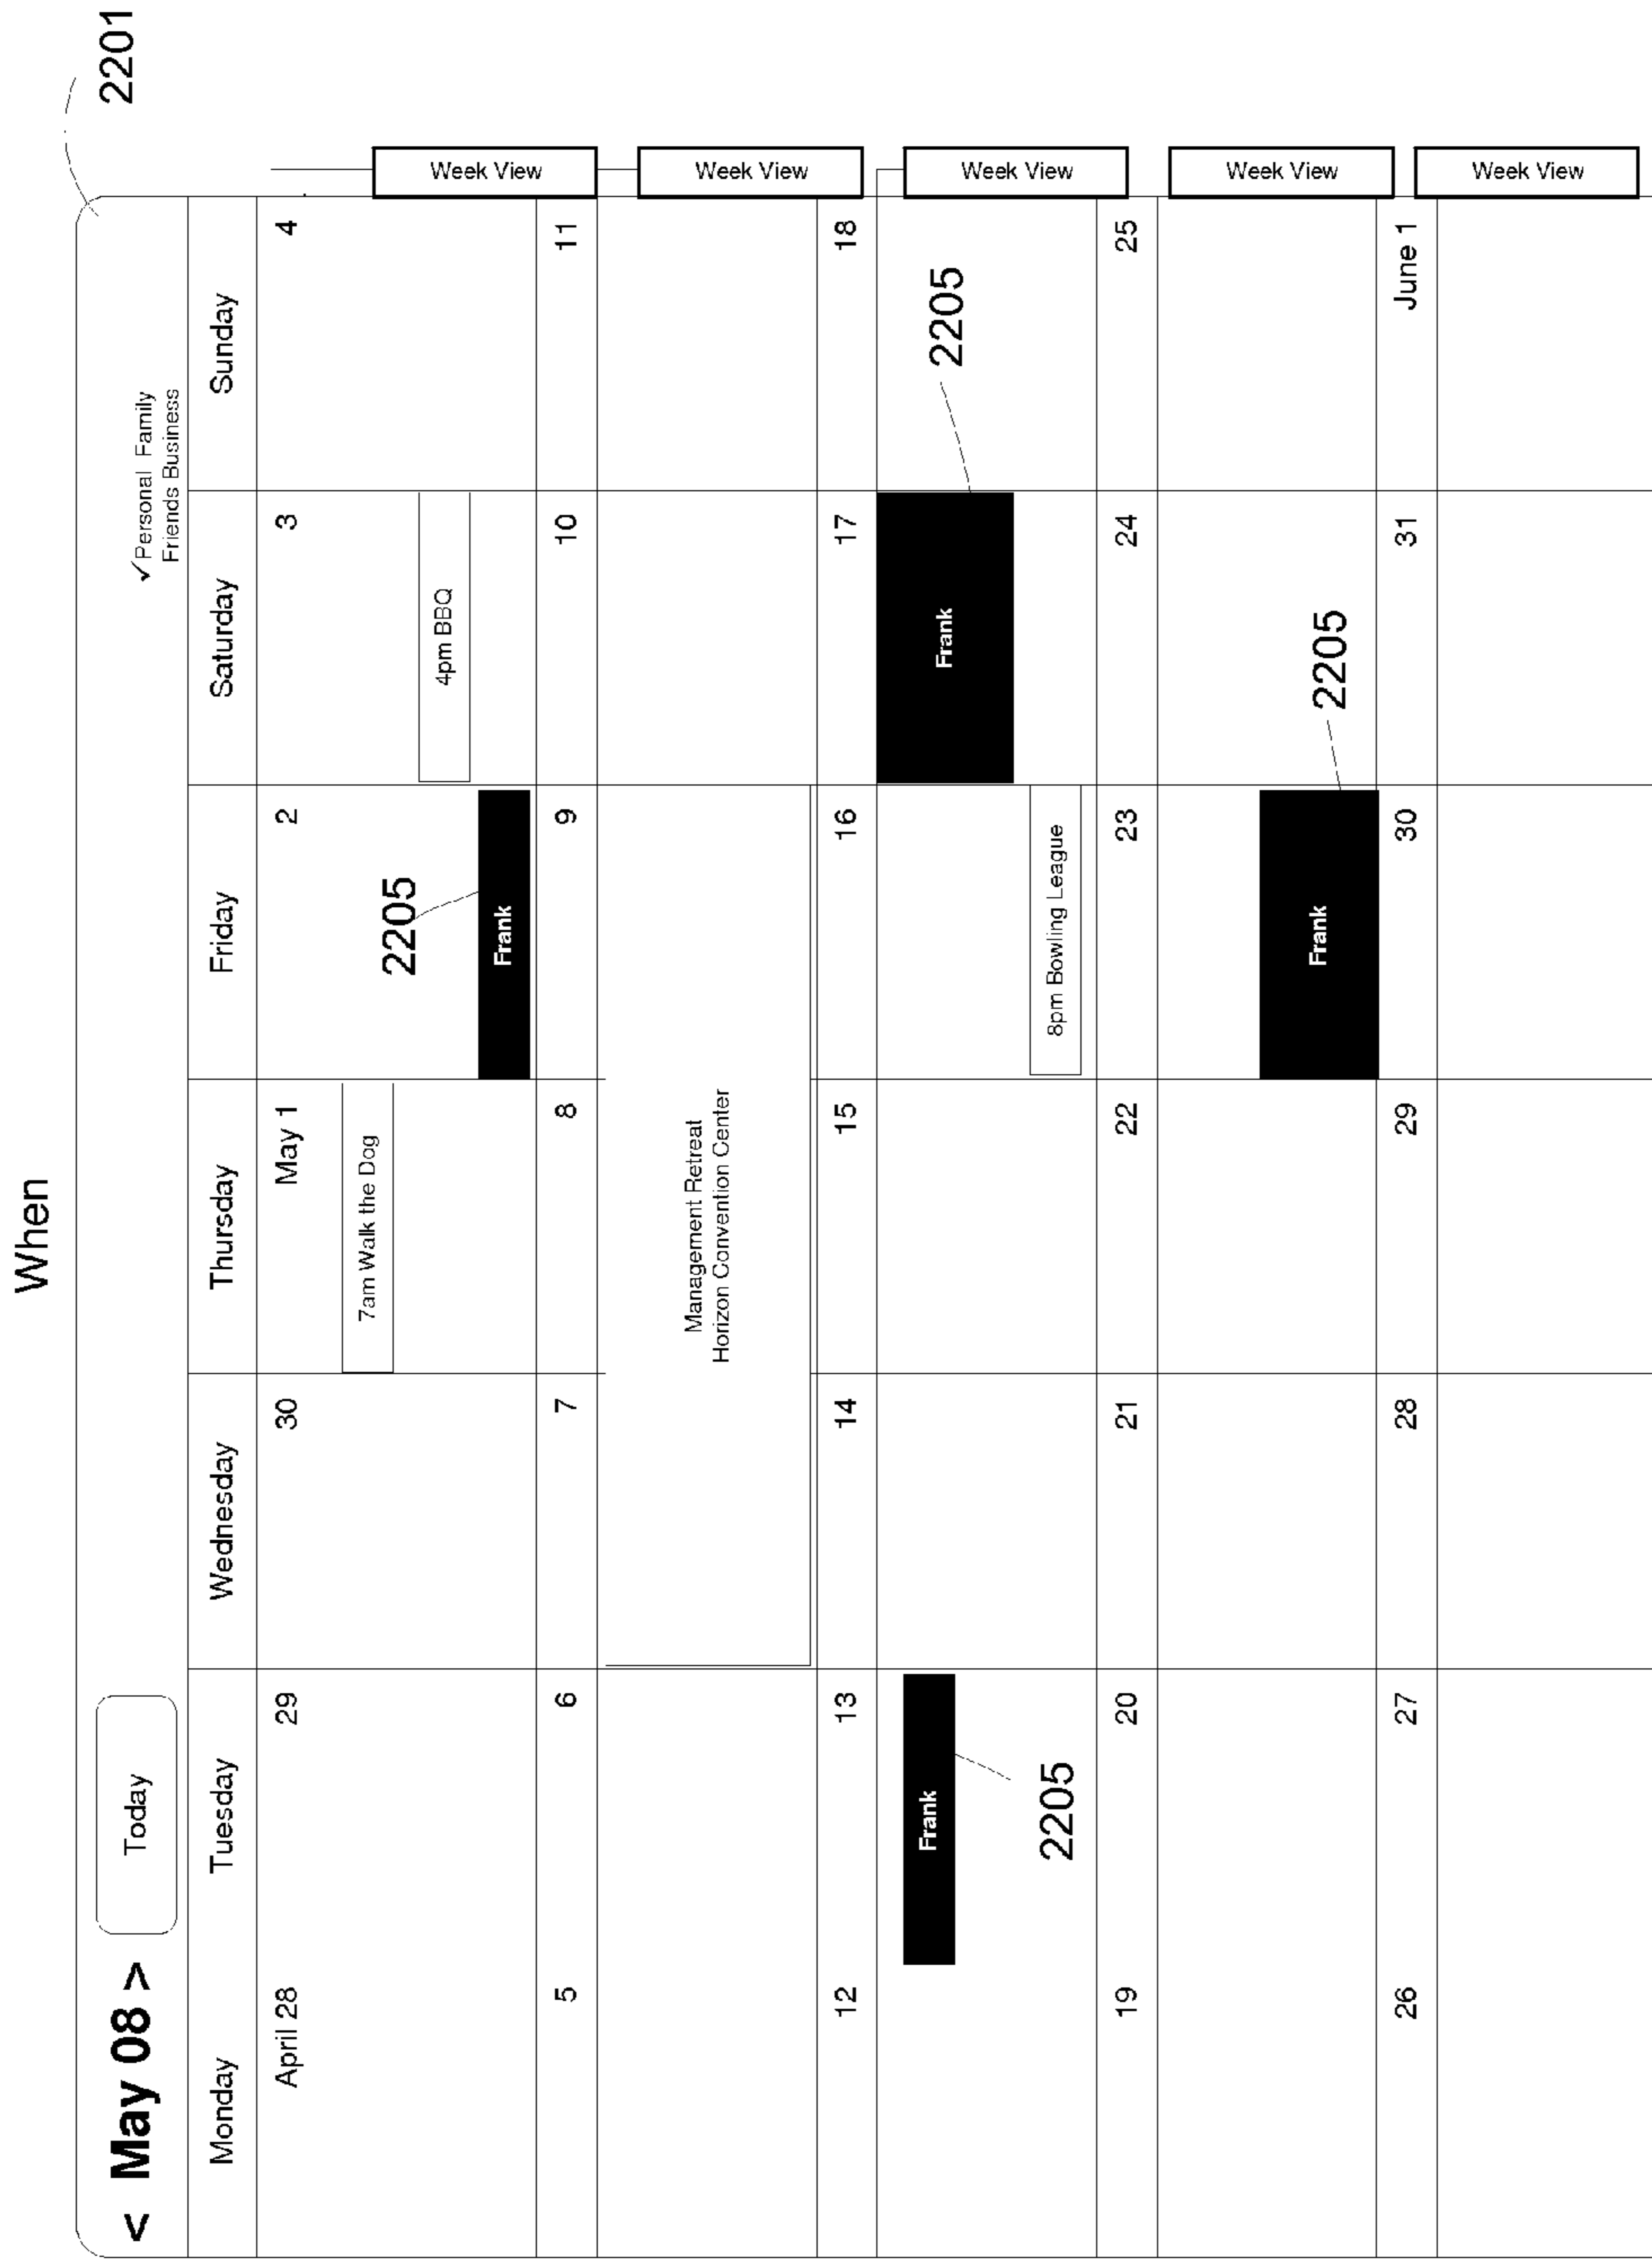 When
2201
< May 08 >
Today
✓Personal Family
Friends Business
Monday Tuesday Wednesday Thursday Friday Saturday Sunday
April 28 29 30 May 1 2 3 4
Week View
7am Walk the Dog
2205
4pm BBQ
Frank
5 6 7 8 9 10 11
Week View
Management Retreat
Horizon Convention Center
12 13 14 15 16 17 18
Week View
Frank
Frank
2205
2205
8pm Bowling League
19 20 21 22 23 24 25
Week View
Frank
2205
26 27 28 29 30 31 June 1
Week View